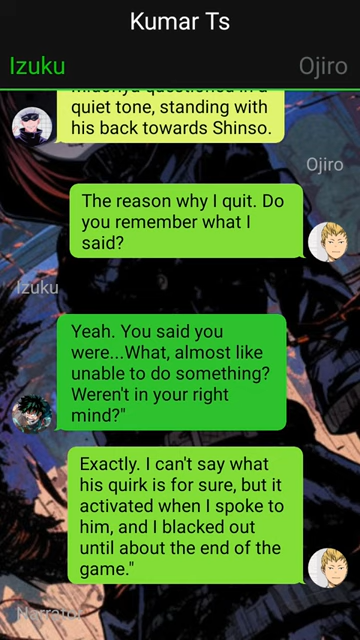 Kumar Ts
Izuku
Ojiro
Midoriya questioned in a
quiet tone, standing with
his back towards Shinso.
Ojiro
The reason why I quit. Do
you remember what I
said?
Izuku
Yeah. You said you
were...What, almost like
unable to do something?
Weren't in your right
mind?"
Exactly. I can't say what
his quirk is for sure, but it
activated when I spoke to
him, and I blacked out
until about the end of the
game."
Narrator